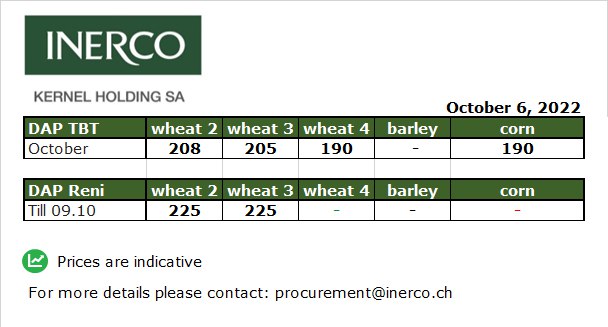 INERCO
KERNEL HOLDING SA
October 6, 2022
DAP TBT wheat 2 wheat 3 wheat 4 barley corn
October 208 205 190 - 190
DAP Reni wheat 2 wheat 3 wheat 4 barley corn
Till 09.10 225 225 - - -
Prices are indicative
For more details please contact: procurement@inerco.ch